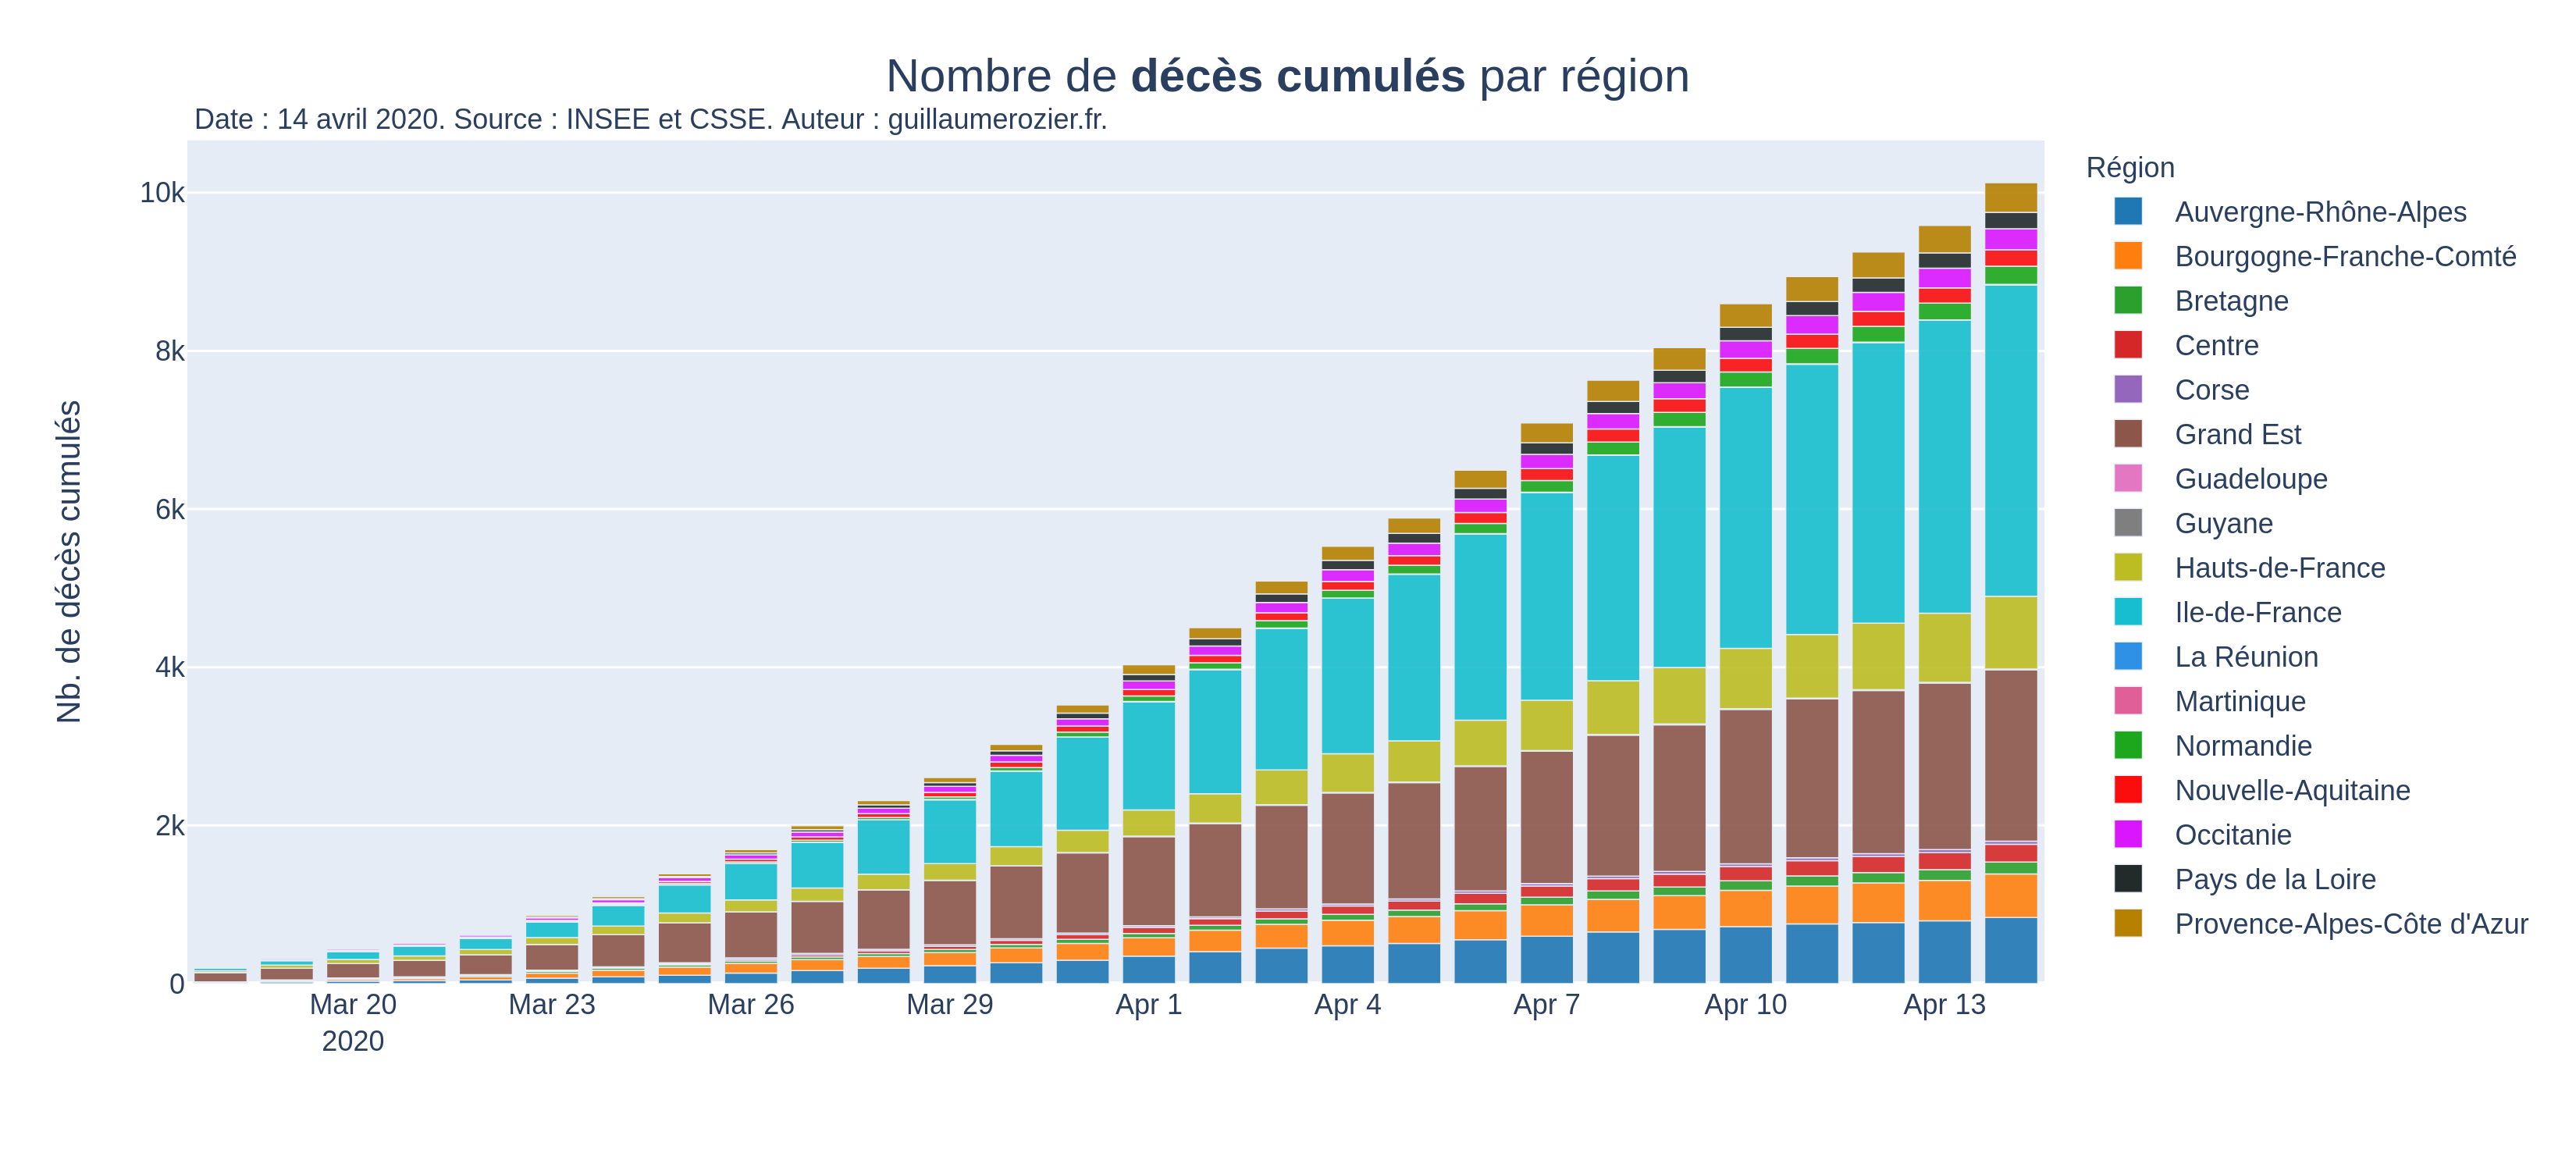 Nombre de décès cumulés par région
Date : 14 avril 2020. Source : INSEE et CSSE. Auteur : guillaumerozier.fr.
Nb. de décès cumulés
10k
8k
6k
4k
2k
0
Mar 20
2020
Mar 23
Mar 26
Mar 29
Apr 1
Apr 4
Apr 7
Apr 10
Apr 13
Région
Auvergne-Rhône-Alpes
Bourgogne-Franche-Comté
Bretagne
Centre
Corse
Grand Est
Guadeloupe
Guyane
Hauts-de-France
Ile-de-France
La Réunion
Martinique
Normandie
Nouvelle-Aquitaine
Occitanie
Pays de la Loire
Provence-Alpes-Côte d'Azur